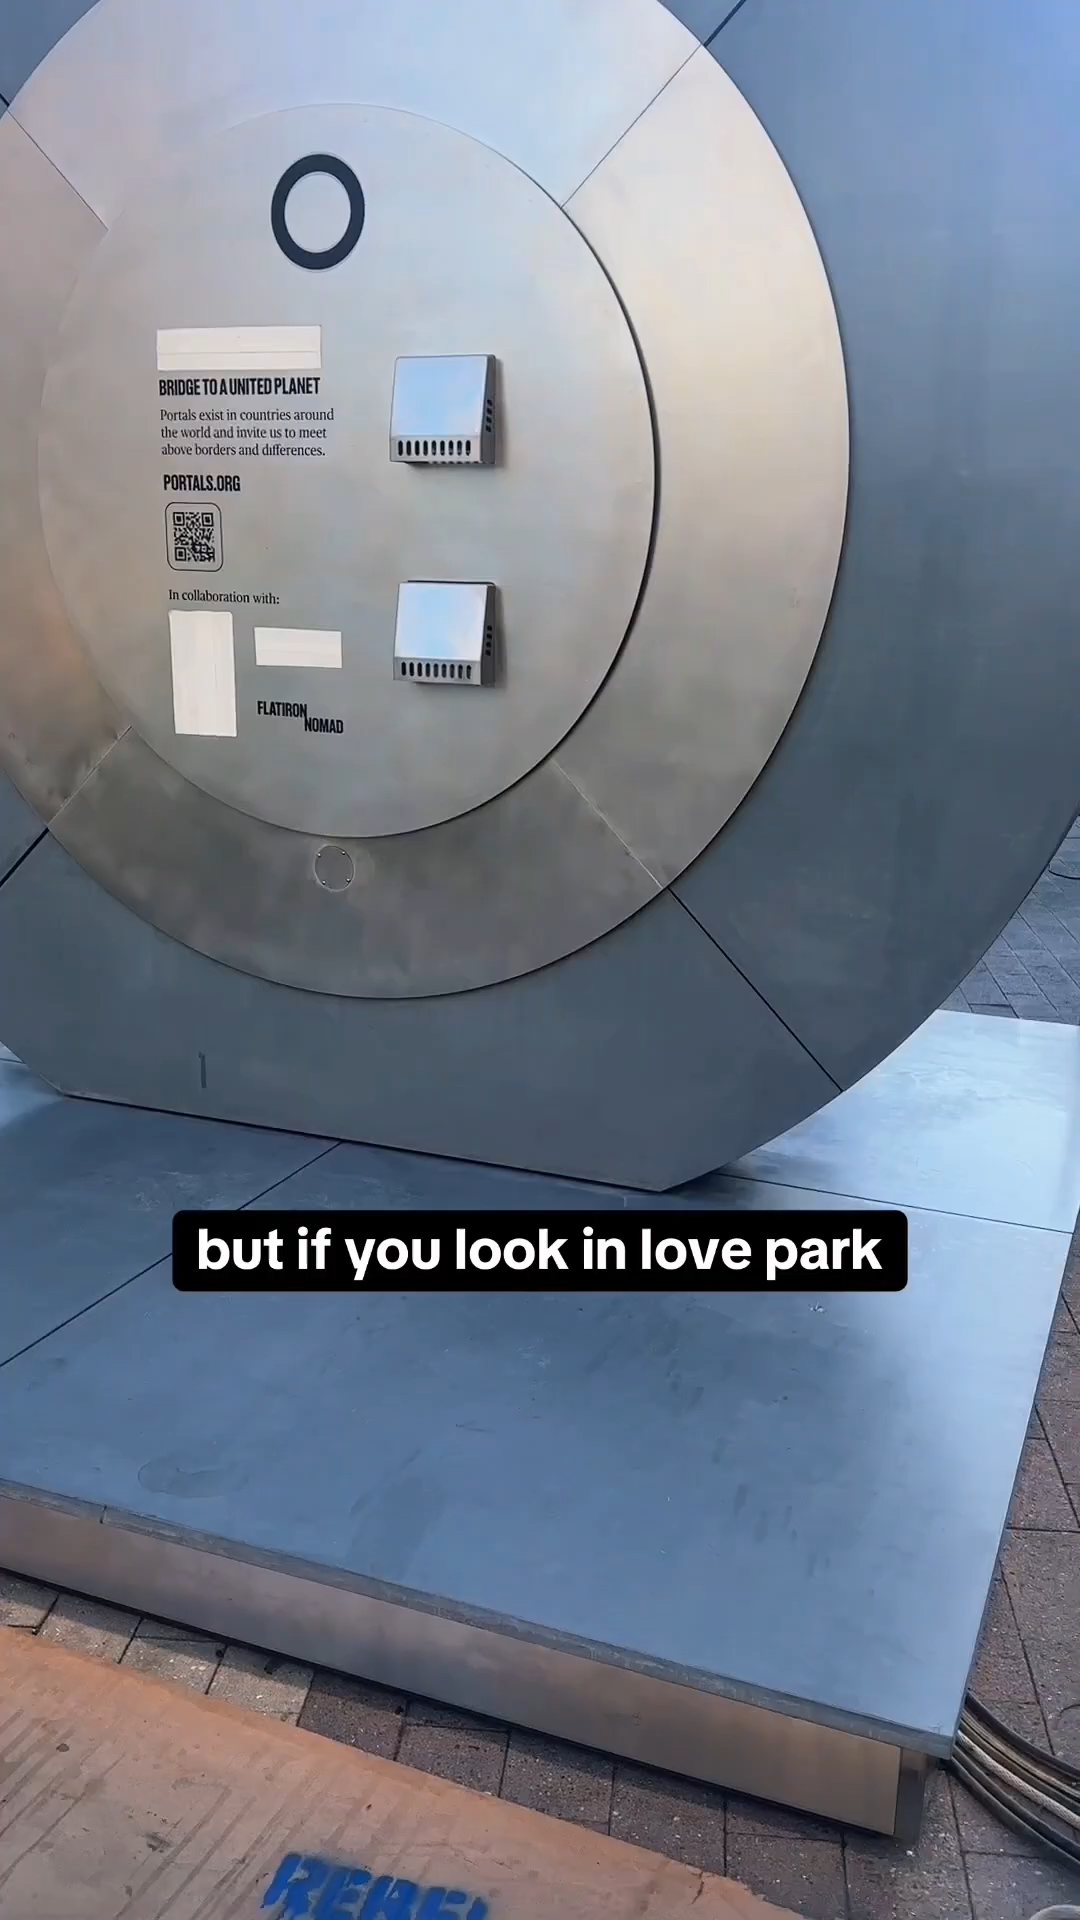 BRIDGE TO A UNITED PLANET
Portals exist in countries around
the world and invite us to meet
above borders and differences.
PORTALS.ORG
In collaboration with:
FLATIRON
NOMAD
but if you look in love park